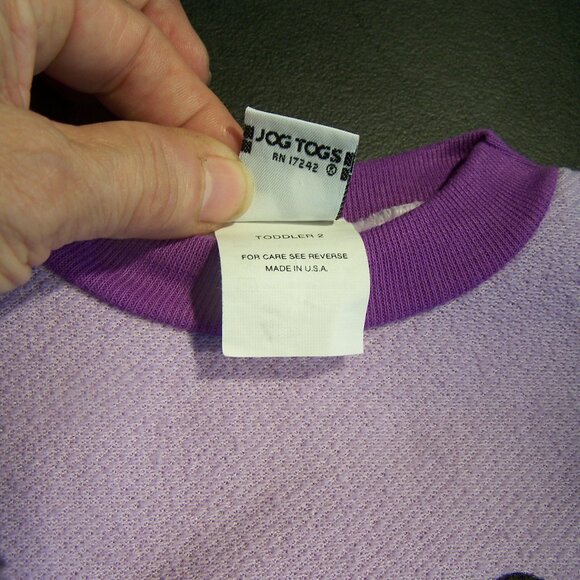 JOG TOGS
RN 17242 ®
TODDLER 2
FOR CARE SEE REVERSE
MADE IN U.S.A.